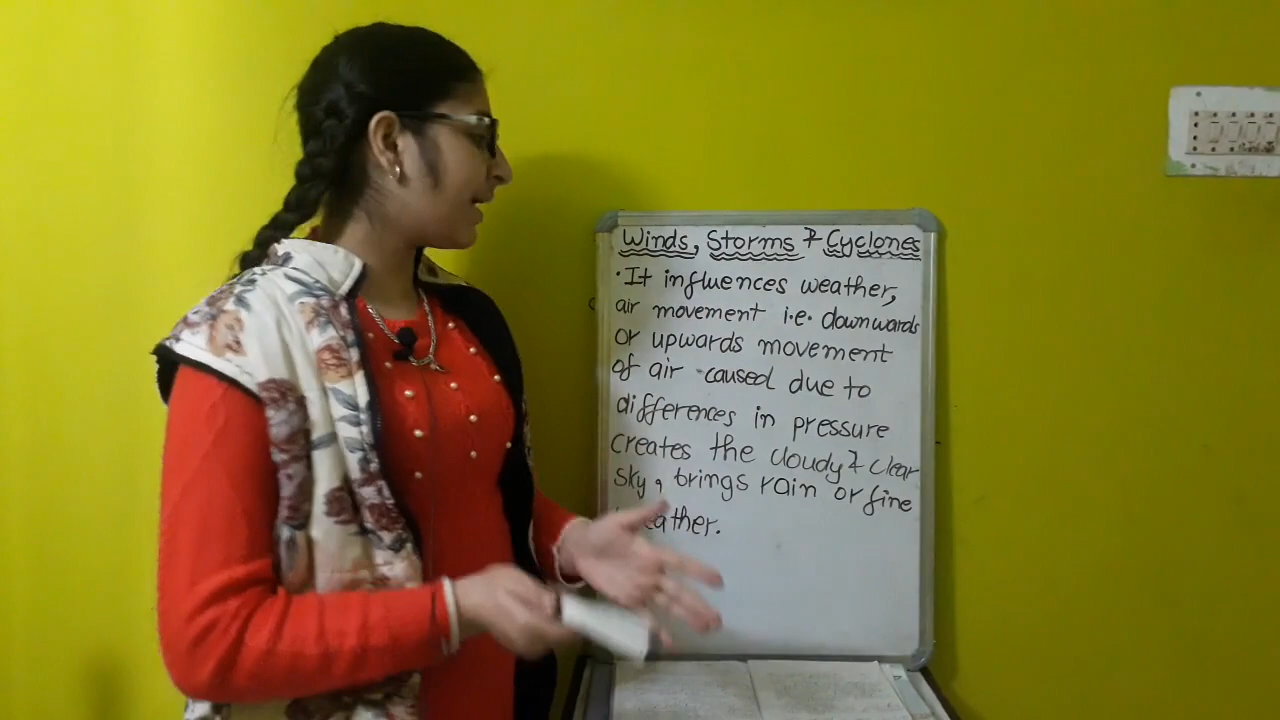 Winds, Storms & Cyclones
• It influences weather,
air movement i.e. downwards
or upwards movement
of air caused due to
differences in pressure
creates the cloudy & clear
sky, brings rain or fine